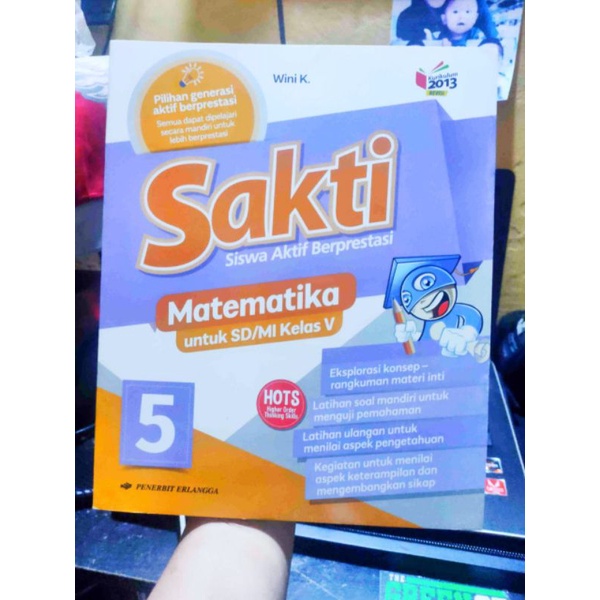 Wini K.
Kurikulum
2013
REVISI
Pilihan generasi
aktif berprestasi
Semua dapat dipelajari
secara mandiri untuk
lebih berprestasi
Sakti
Siswa Aktif Berprestasi
Matematika
untuk SD/MI Kelas V
5
HOTS
Higher Order
Thinking Skills
Eksplorasi konsep –
rangkuman materi inti
Latihan soal mandiri untuk
menguji pemahaman
Latihan ulangan untuk
menilai aspek pengetahuan
Kegiatan untuk menilai
aspek keterampilan dan
mengembangkan sikap
PENERBIT ERLANGGA
THE